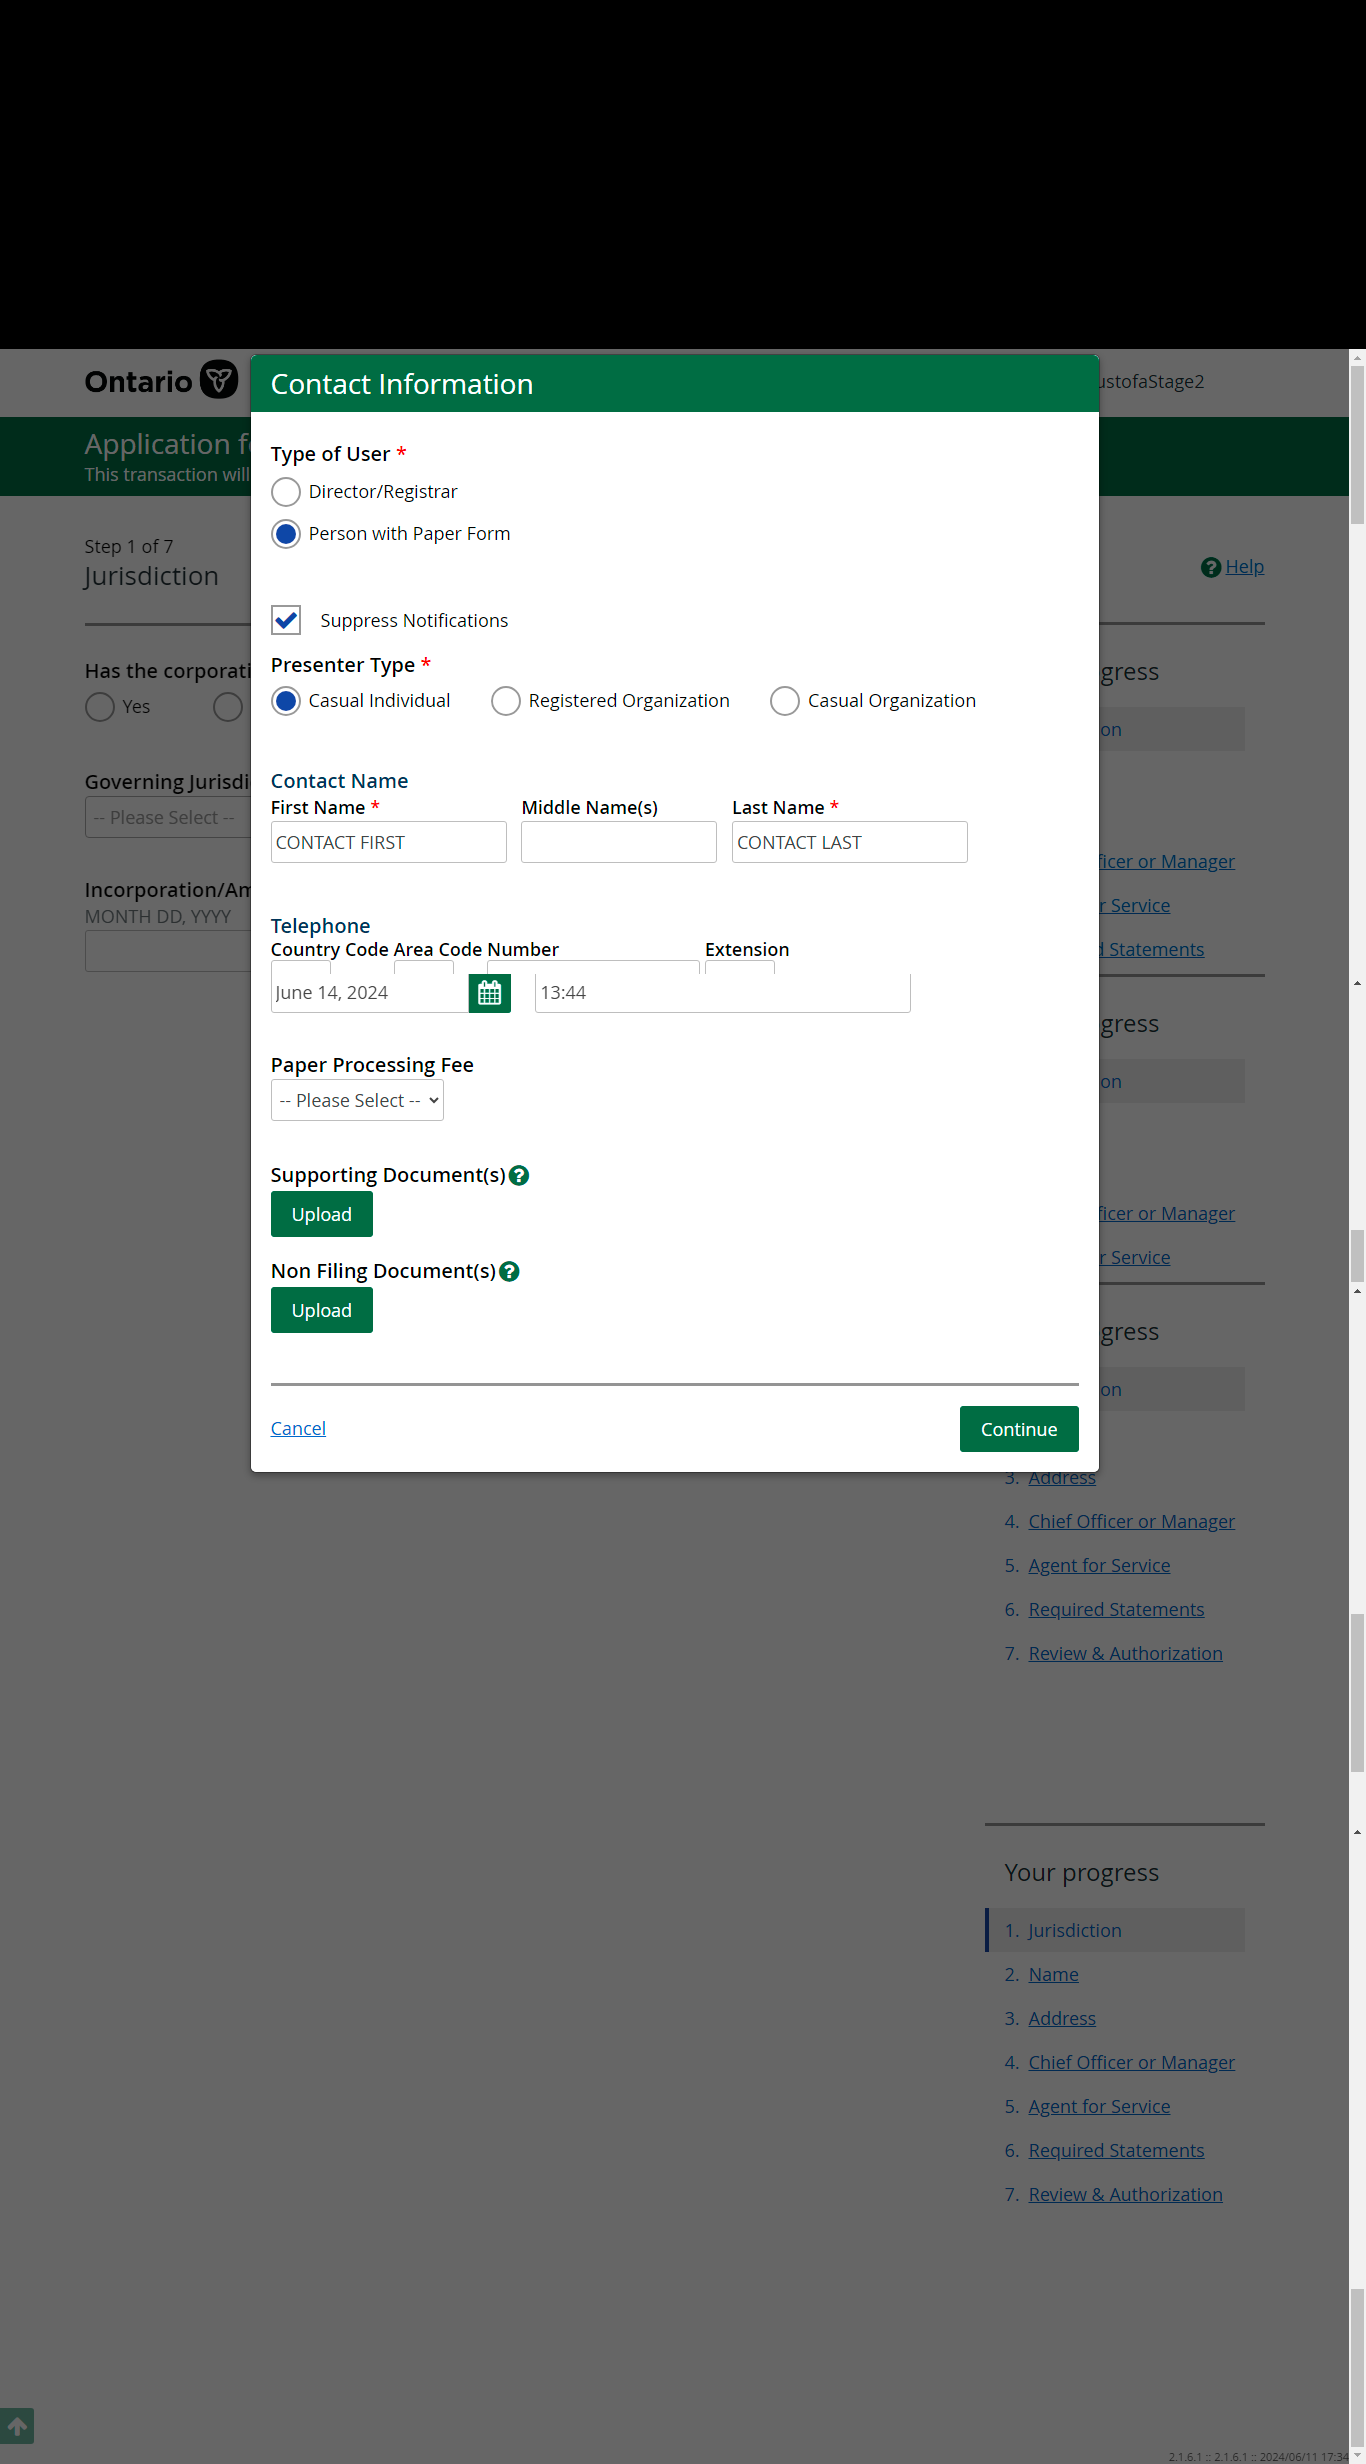 Ontario
Contact Information
ustofaStage2
Application f
This transaction will
Type of User *
Director/Registrar
Person with Paper Form
Step 1 of 7
Jurisdiction
Help
Suppress Notifications
Presenter Type *
Has the corporati
gress
Yes
Casual Individual
Registered Organization
Casual Organization
on
Governing Jurisdi
Contact Name
First Name *
Middle Name(s)
Last Name *
-- Please Select --
CONTACT FIRST
CONTACT LAST
ficer or Manager
Incorporation/Am
MONTH DD, YYYY
r Service
Telephone
Country Code Area Code Number
Extension
d Statements
June 14, 2024
13:44
gress
Paper Processing Fee
on
-- Please Select --
Supporting Document(s)
Upload
ficer or Manager
r Service
Non Filing Document(s)
Upload
gress
on
Cancel
Continue
3. Address
4. Chief Officer or Manager
5. Agent for Service
6. Required Statements
7. Review & Authorization
Your progress
1. Jurisdiction
2. Name
3. Address
4. Chief Officer or Manager
5. Agent for Service
6. Required Statements
7. Review & Authorization
2.1.6.1 :: 2.1.6.1 :: 2024/06/11 17:34